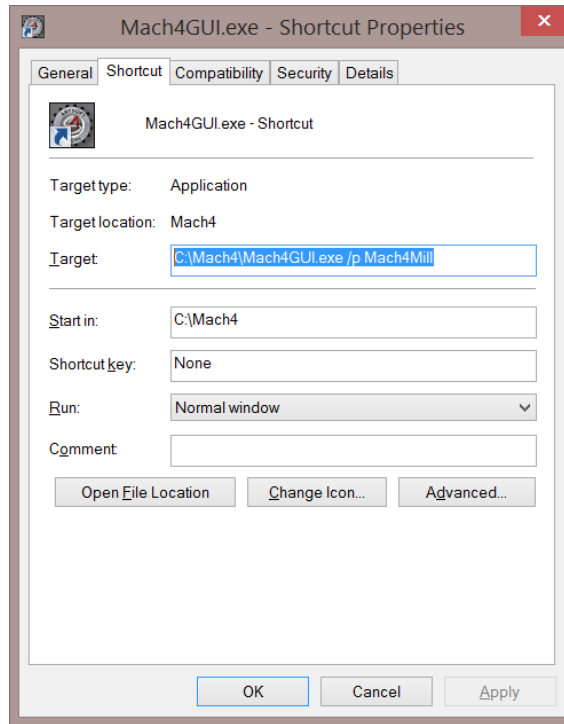 Mach4GUI.exe - Shortcut Properties
General Shortcut Compatibility Security Details
Mach4GUI.exe - Shortcut
Target type: Application
Target location: Mach4
Target: C:\Mach4\Mach4GUI.exe /p Mach4Mill
Start in: C:\Mach4
Shortcut key: None
Run: Normal window
Comment:
Open File Location Change Icon... Advanced...
OK Cancel Apply